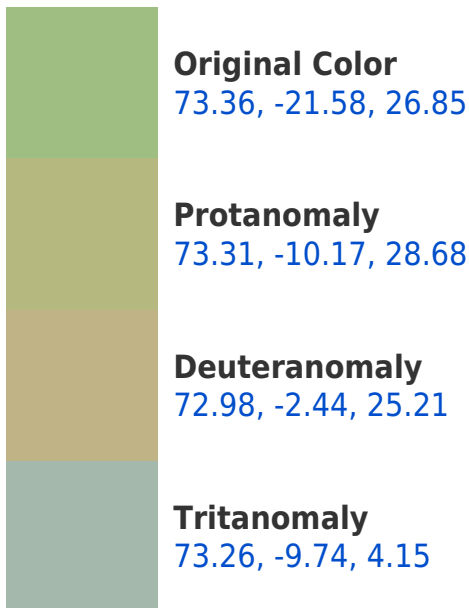 Original Color
73.36, -21.58, 26.85
Protanomaly
73.31, -10.17, 28.68
Deuteranomaly
72.98, -2.44, 25.21
Tritanomaly
73.26, -9.74, 4.15